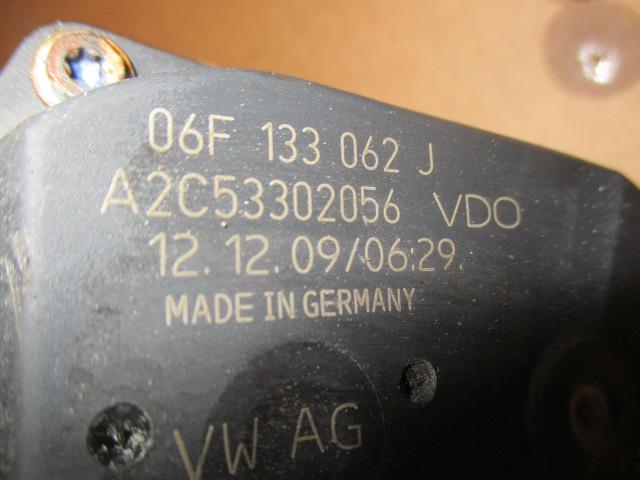 06F 133 062 J
A2C53302056 VDO
12.12.09/06:29.
MADE IN GERMANY
VW AG